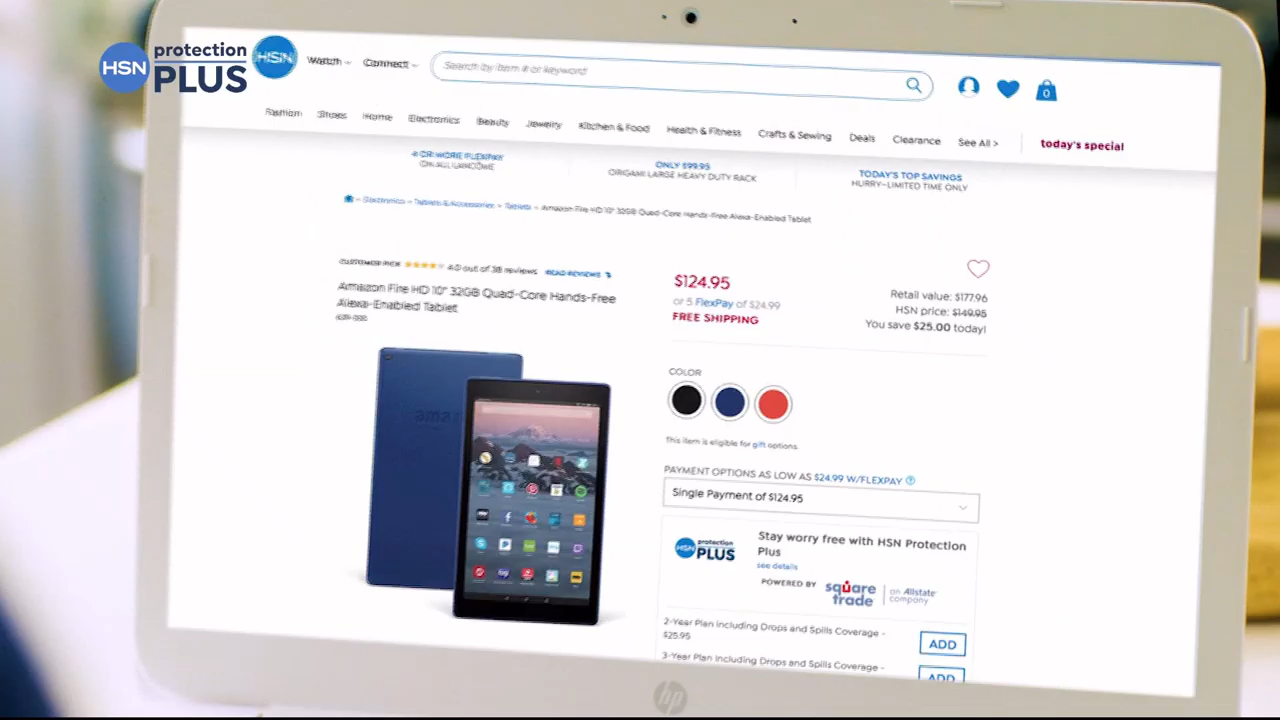 HSN protection PLUS
HSN Watch Connect Search by item # or keyword 0
Fashion Shoes Home Electronics Beauty Jewelry Kitchen & Food Health & Fitness Crafts & Sewing Deals Clearance See All > today's special
4 OR MORE FLEXPAY ONLY $99.95 TODAY'S TOP SAVINGS
ON ALL LANCOME ORIGAMI LARGE HEAVY DUTY RACK HURRY-LIMITED TIME ONLY
Electronics Tablets & Accessories Tablets Amazon Fire HD 10" 32GB Quad-Core Hands-Free Alexa-Enabled Tablet
CUSTOMER PICK 4.0 out of 38 reviews READ REVIEWS
Amazon Fire HD 10" 32GB Quad-Core Hands-Free
Alexa-Enabled Tablet
$124.95
or 5 FlexPay of $24.99
FREE SHIPPING
Retail value: $177.96
HSN price: $149.95
You save $25.00 today!
COLOR
This item is eligible for gift options.
PAYMENT OPTIONS AS LOW AS $24.99 W/FLEXPAY ?
Single Payment of $124.95
HSN protection PLUS
Stay worry free with HSN Protection
Plus
see details
POWERED BY square trade an Allstate company
2-Year Plan Including Drops and Spills Coverage -
$25.95
ADD
3-Year Plan Including Drops and Spills Coverage -
ADD
amaz
hp